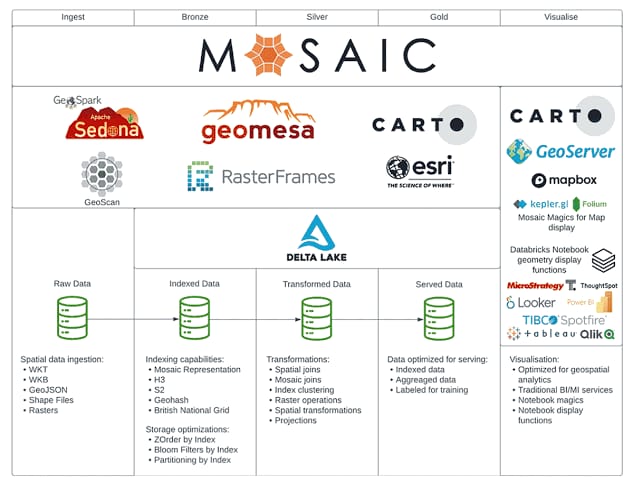 Ingest
Bronze
Silver
Gold
Visualise
MOSAIC
GeoSpark
Apache
Sedona
GeoScan
geomesa
RasterFrames
CARTO
esri
THE SCIENCE OF WHERE
DELTA LAKE
CARTO
GeoServer
mapbox
kepler.gl Folium
Mosaic Magics for Map
display
Databricks Notebook
geometry display
functions
MicroStrategy ThoughtSpot
Looker Power BI
TIBCO Spotfire
+ a b l e a u Qlik
Raw Data
Indexed Data
Transformed Data
Served Data
Spatial data ingestion:
• WKT
• WKB
• GeoJSON
• Shape Files
• Rasters
Indexing capabilities:
• Mosaic Representation
• H3
• S2
• Geohash
• British National Grid
Storage optimizations:
• ZOrder by Index
• Bloom Filters by Index
• Partitioning by Index
Transformations:
• Spatial joins
• Mosaic joins
• Index clustering
• Raster operations
• Spatial transformations
• Projections
Data optimized for serving:
• Indexed data
• Aggreaged data
• Labeled for training
Visualisation:
• Optimized for geospatial
analytics
• Traditional BI/MI services
• Notebook magics
• Notebook display
functions